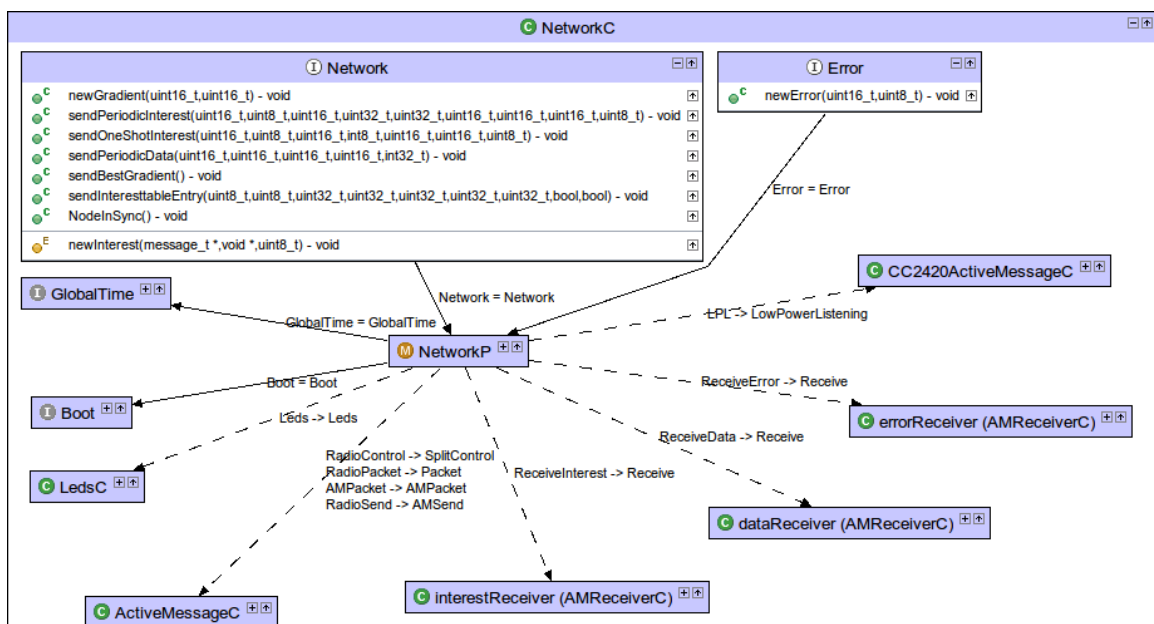 C NetworkC
I Network
newGradient(uint16_t,uint16_t) - void
sendPeriodicInterest(uint16_t,uint8_t,uint16_t,uint32_t,uint32_t,uint16_t,uint16_t,uint16_t,uint8_t) - void
sendOneShotInterest(uint16_t,uint8_t,uint16_t,int8_t,uint16_t,uint16_t,uint8_t) - void
sendPeriodicData(uint16_t,uint16_t,uint16_t,uint16_t,int32_t) - void
sendBestGradient() - void
sendInteresttableEntry(uint8_t,uint8_t,uint32_t,uint32_t,uint32_t,uint32_t,uint32_t,bool,bool) - void
NodeInSync() - void
newInterest(message_t *,void *,uint8_t) - void
I Error
newError(uint16_t,uint8_t) - void
Error = Error
I GlobalTime
Network = Network
C CC2420ActiveMessageC
GlobalTime = GlobalTime
LPL -> LowPowerListening
M NetworkP
Boot = Boot
ReceiveError -> Receive
I Boot
Leds -> Leds
C errorReceiver (AMReceiverC)
ReceiveData -> Receive
RadioControl -> SplitControl
RadioPacket -> Packet
AMPacket -> AMPacket
RadioSend -> AMSend
ReceiveInterest -> Receive
C LedsC
C dataReceiver (AMReceiverC)
C interestReceiver (AMReceiverC)
C ActiveMessageC